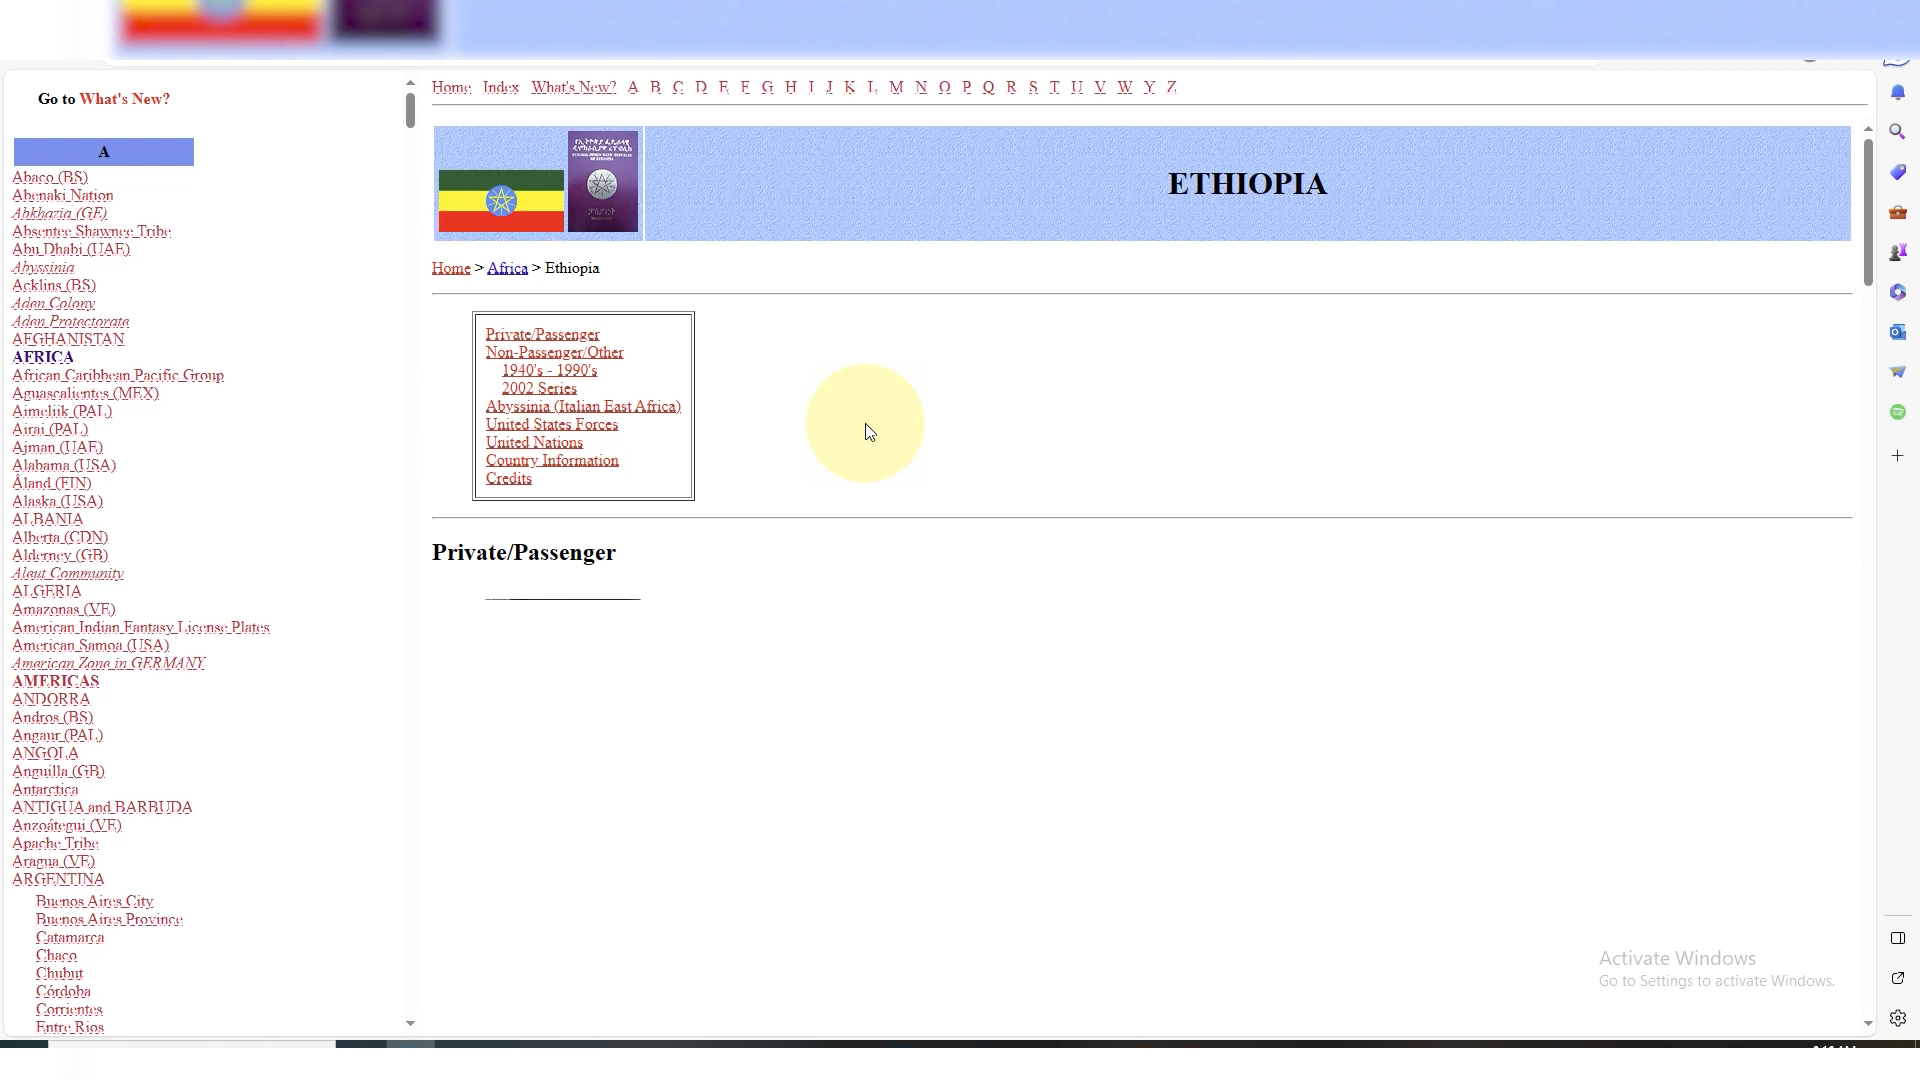 Go to What's New?
A
Abaco (BS)
Abenaki Nation
Abkhazia (GE)
Absentee Shawnee Tribe
Abu Dhabi (UAE)
Abyssinia
Acklins (BS)
Aden Colony
Aden Protectorate
AFGHANISTAN
AFRICA
African Caribbean Pacific Group
Aguascalientes (MEX)
Aimeliik (PAL)
Airai (PAL)
Ajman (UAE)
Alabama (USA)
Åland (FIN)
Alaska (USA)
ALBANIA
Alberta (CDN)
Alderney (GB)
Aleut Community
ALGERIA
Amazonas (VE)
American Indian Fantasy License Plates
American Samoa (USA)
American Zone in GERMANY
AMERICAS
ANDORRA
Andros (BS)
Angaur (PAL)
ANGOLA
Anguilla (GB)
Antarctica
ANTIGUA and BARBUDA
Anzoátegui (VE)
Apache Tribe
Aragua (VE)
ARGENTINA
Buenos Aires City
Buenos Aires Province
Catamarca
Chaco
Chubut
Córdoba
Corrientes
Entre Rios
Home Index What's New? A B C D E F G H I J K L M N O P Q R S T U V W Y Z
ETHIOPIA
Home > Africa > Ethiopia
Private/Passenger
Non-Passenger/Other
1940's - 1990's
2002 Series
Abyssinia (Italian East Africa)
United States Forces
United Nations
Country Information
Credits
Private/Passenger
Activate Windows
Go to Settings to activate Windows.